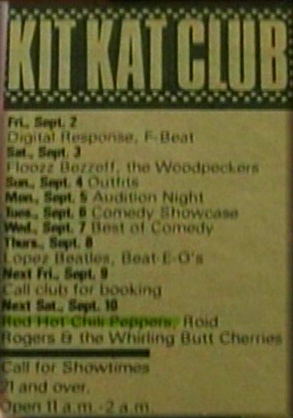 KIT KAT CLUB
Fri., Sept. 2
Digital Response, F-Beat
Sat., Sept. 3
Floozz Bezzeff, the Woodpeckers
Sun., Sept. 4 Outfits
Mon., Sept. 5 Audition Night
Tues., Sept. 6 Comedy Showcase
Wed., Sept. 7 Best of Comedy
Thurs., Sept. 8
Lopez Beatles, Beat-E-O's
Next Fri., Sept. 9
Call club for booking
Next Sat., Sept. 10
Red Hot Chili Peppers, Roid
Rogers & the Whirling Butt Cherries
Call for Showtimes
21 and over.
Open 11 a.m.-2 a.m.